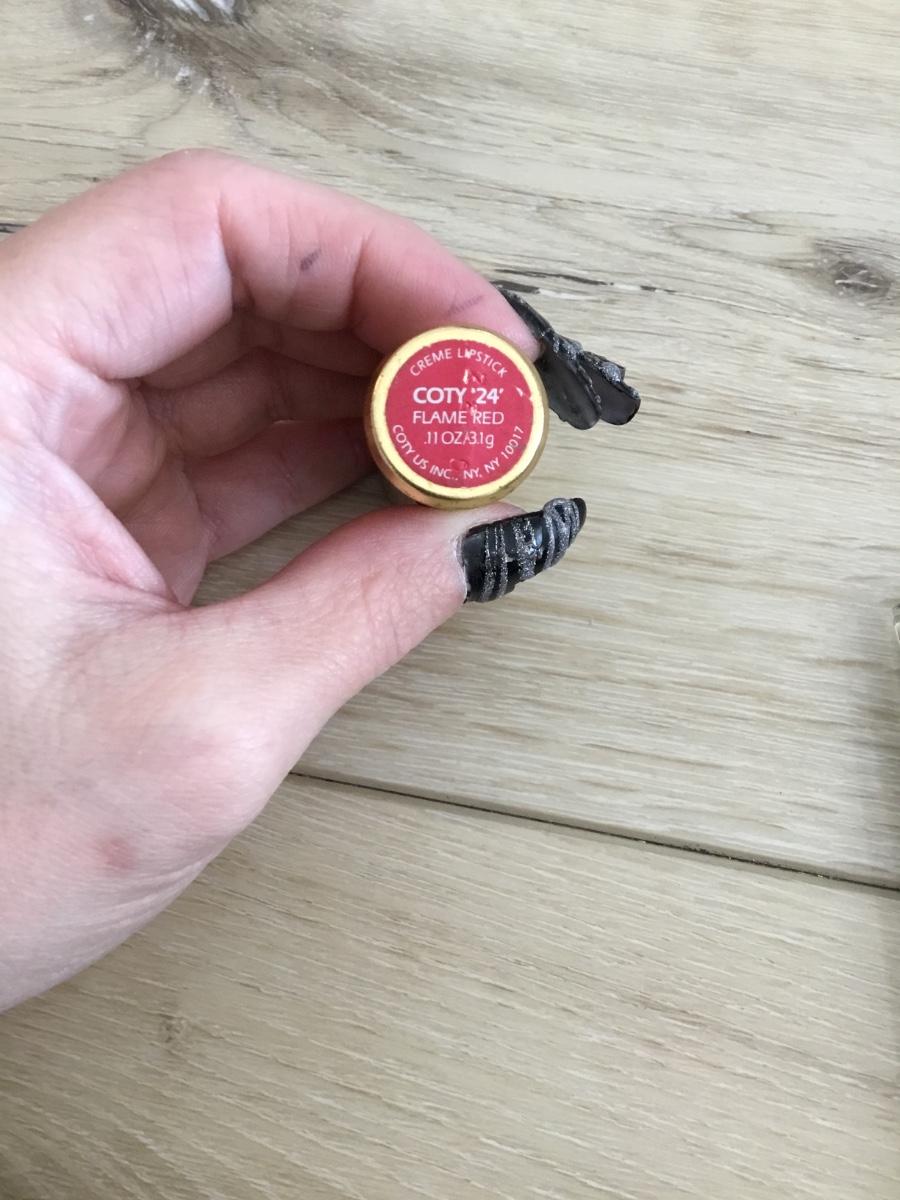 CREME LIPSTICK
COTY '24'
FLAME RED
.11 OZ/3.1g
COTY US INC., NY, NY 10017